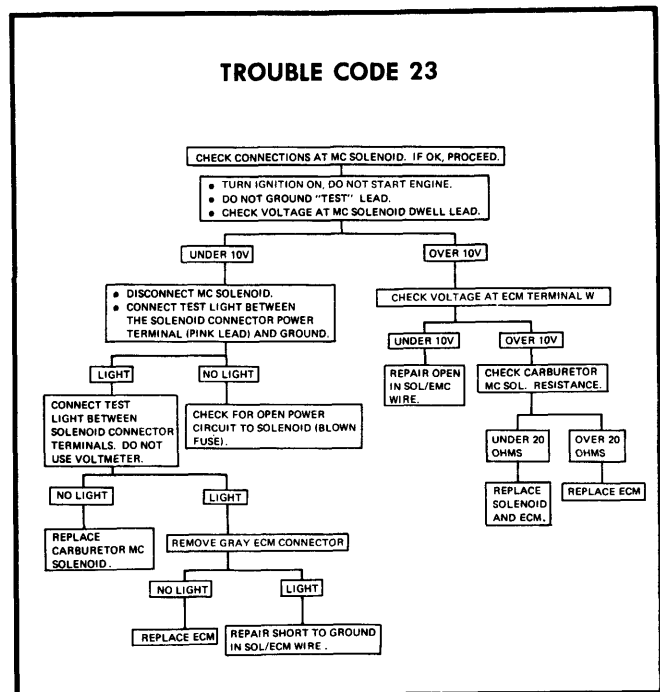 TROUBLE CODE 23
CHECK CONNECTIONS AT MC SOLENOID. IF OK, PROCEED.
• TURN IGNITION ON, DO NOT START ENGINE.
• DO NOT GROUND "TEST" LEAD.
• CHECK VOLTAGE AT MC SOLENOID DWELL LEAD.
UNDER 10V
OVER 10V
• DISCONNECT MC SOLENOID.
• CONNECT TEST LIGHT BETWEEN
THE SOLENOID CONNECTOR POWER
TERMINAL (PINK LEAD) AND GROUND.
CHECK VOLTAGE AT ECM TERMINAL W
UNDER 10V
OVER 10V
REPAIR OPEN
IN SOL/EMC
WIRE.
CHECK CARBURETOR
MC SOL. RESISTANCE.
LIGHT
NO LIGHT
CONNECT TEST
LIGHT BETWEEN
SOLENOID CONNECTOR
TERMINALS. DO NOT
USE VOLTMETER.
CHECK FOR OPEN POWER
CIRCUIT TO SOLENOID (BLOWN
FUSE).
UNDER 20
OHMS
OVER 20
OHMS
REPLACE
SOLENOID
AND ECM.
REPLACE ECM
NO LIGHT
LIGHT
REPLACE
CARBURETOR MC
SOLENOID.
REMOVE GRAY ECM CONNECTOR
NO LIGHT
LIGHT
REPLACE ECM
REPAIR SHORT TO GROUND
IN SOL/ECM WIRE.